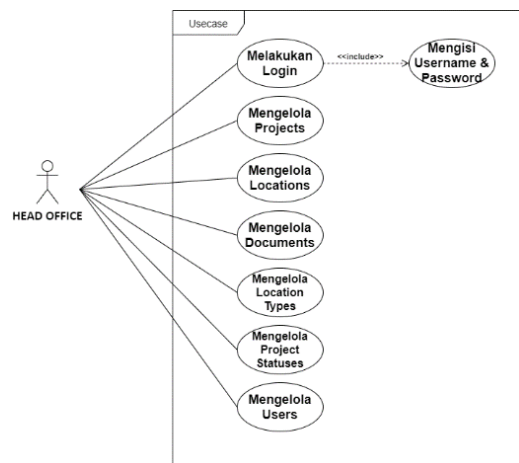 Usecase
Melakukan
Login
<<include>>
Mengisi
Username &
Password
Mengelola
Projects
Mengelola
Locations
HEAD OFFICE
Mengelola
Documents
Mengelola
Location
Types
Mengelola
Project
Statuses
Mengelola
Users